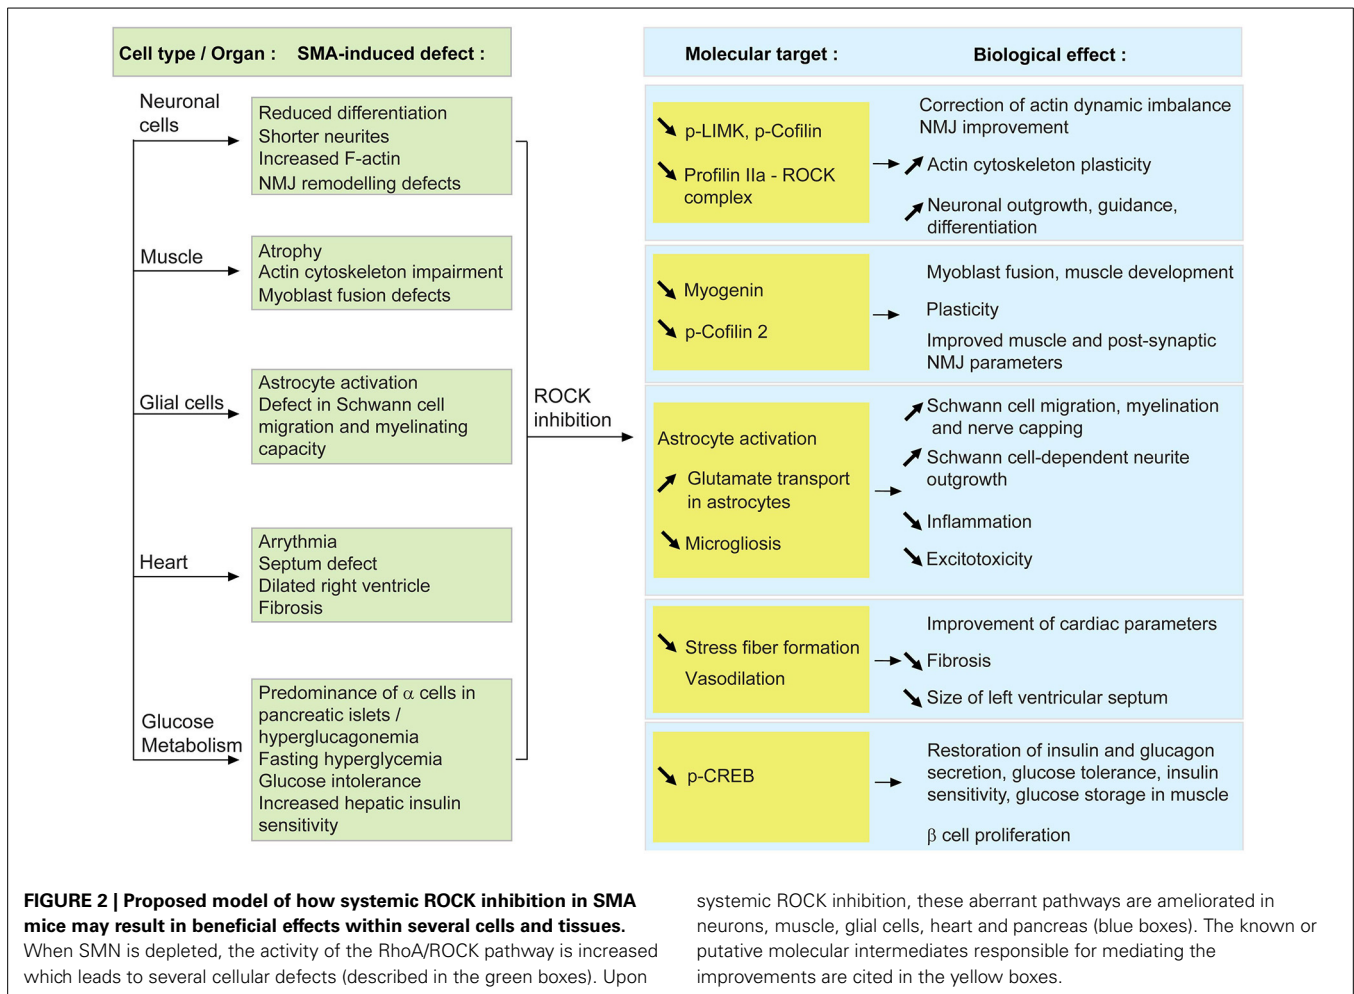 Cell type / Organ : SMA-induced defect :
Neuronal
cells
Reduced differentiation
Shorter neurites
Increased F-actin
NMJ remodelling defects
Muscle
Atrophy
Actin cytoskeleton impairment
Myoblast fusion defects
Glial cells
Astrocyte activation
Defect in Schwann cell
migration and myelinating
capacity
Heart
Arrythmia
Septum defect
Dilated right ventricle
Fibrosis
Glucose
Metabolism
Predominance of α cells in
pancreatic islets /
hyperglucagonemia
Fasting hyperglycemia
Glucose intolerance
Increased hepatic insulin
sensitivity
ROCK
inhibition
Molecular target : Biological effect :
p-LIMK, p-Cofilin
Profilin IIa - ROCK
complex
Correction of actin dynamic imbalance
NMJ improvement
Actin cytoskeleton plasticity
Neuronal outgrowth, guidance,
differentiation
Myogenin
p-Cofilin 2
Myoblast fusion, muscle development
Plasticity
Improved muscle and post-synaptic
NMJ parameters
Astrocyte activation
Glutamate transport
in astrocytes
Microgliosis
Schwann cell migration, myelination
and nerve capping
Schwann cell-dependent neurite
outgrowth
Inflammation
Excitotoxicity
Stress fiber formation
Vasodilation
Improvement of cardiac parameters
Fibrosis
Size of left ventricular septum
p-CREB
Restoration of insulin and glucagon
secretion, glucose tolerance, insulin
sensitivity, glucose storage in muscle
β cell proliferation
FIGURE 2 | Proposed model of how systemic ROCK inhibition in SMA
mice may result in beneficial effects within several cells and tissues.
When SMN is depleted, the activity of the RhoA/ROCK pathway is increased
which leads to several cellular defects (described in the green boxes). Upon
systemic ROCK inhibition, these aberrant pathways are ameliorated in
neurons, muscle, glial cells, heart and pancreas (blue boxes). The known or
putative molecular intermediates responsible for mediating the
improvements are cited in the yellow boxes.